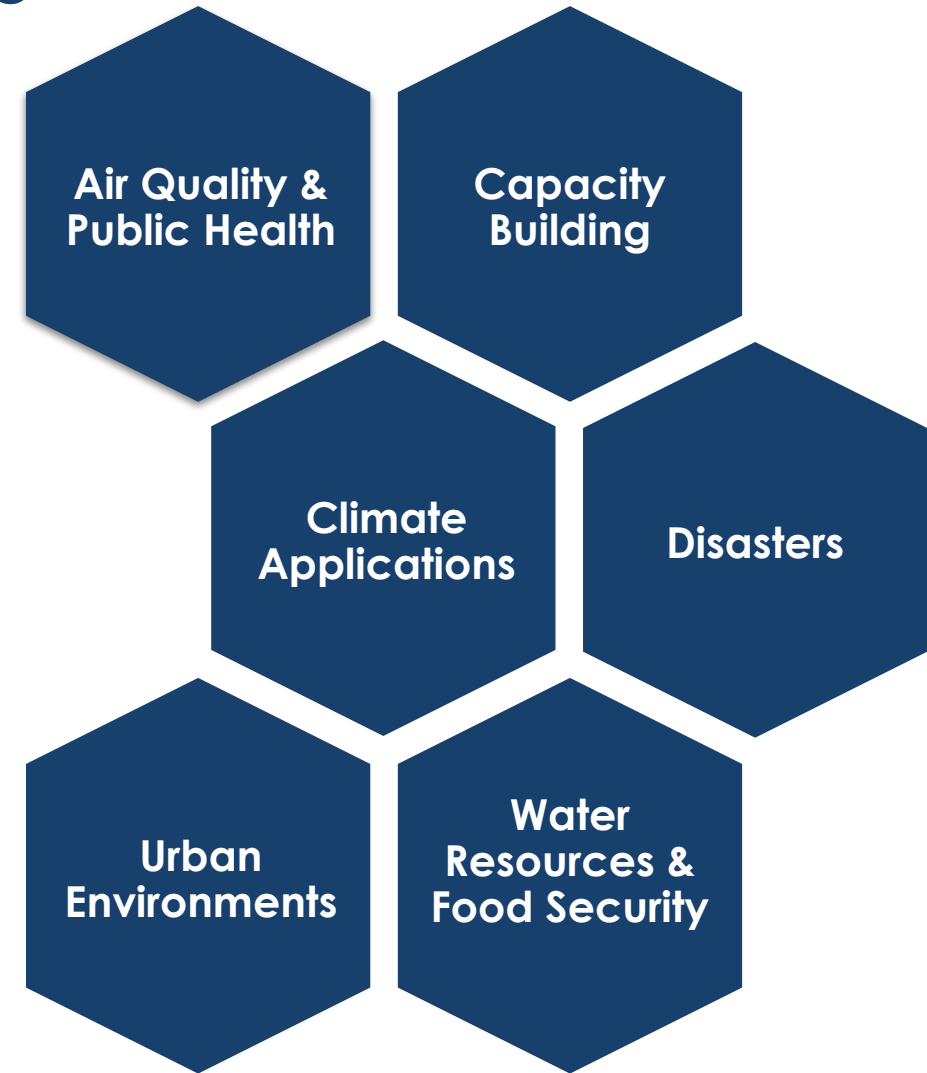 Air Quality &
Public Health
Capacity
Building
Climate
Applications
Disasters
Urban
Environments
Water
Resources &
Food Security